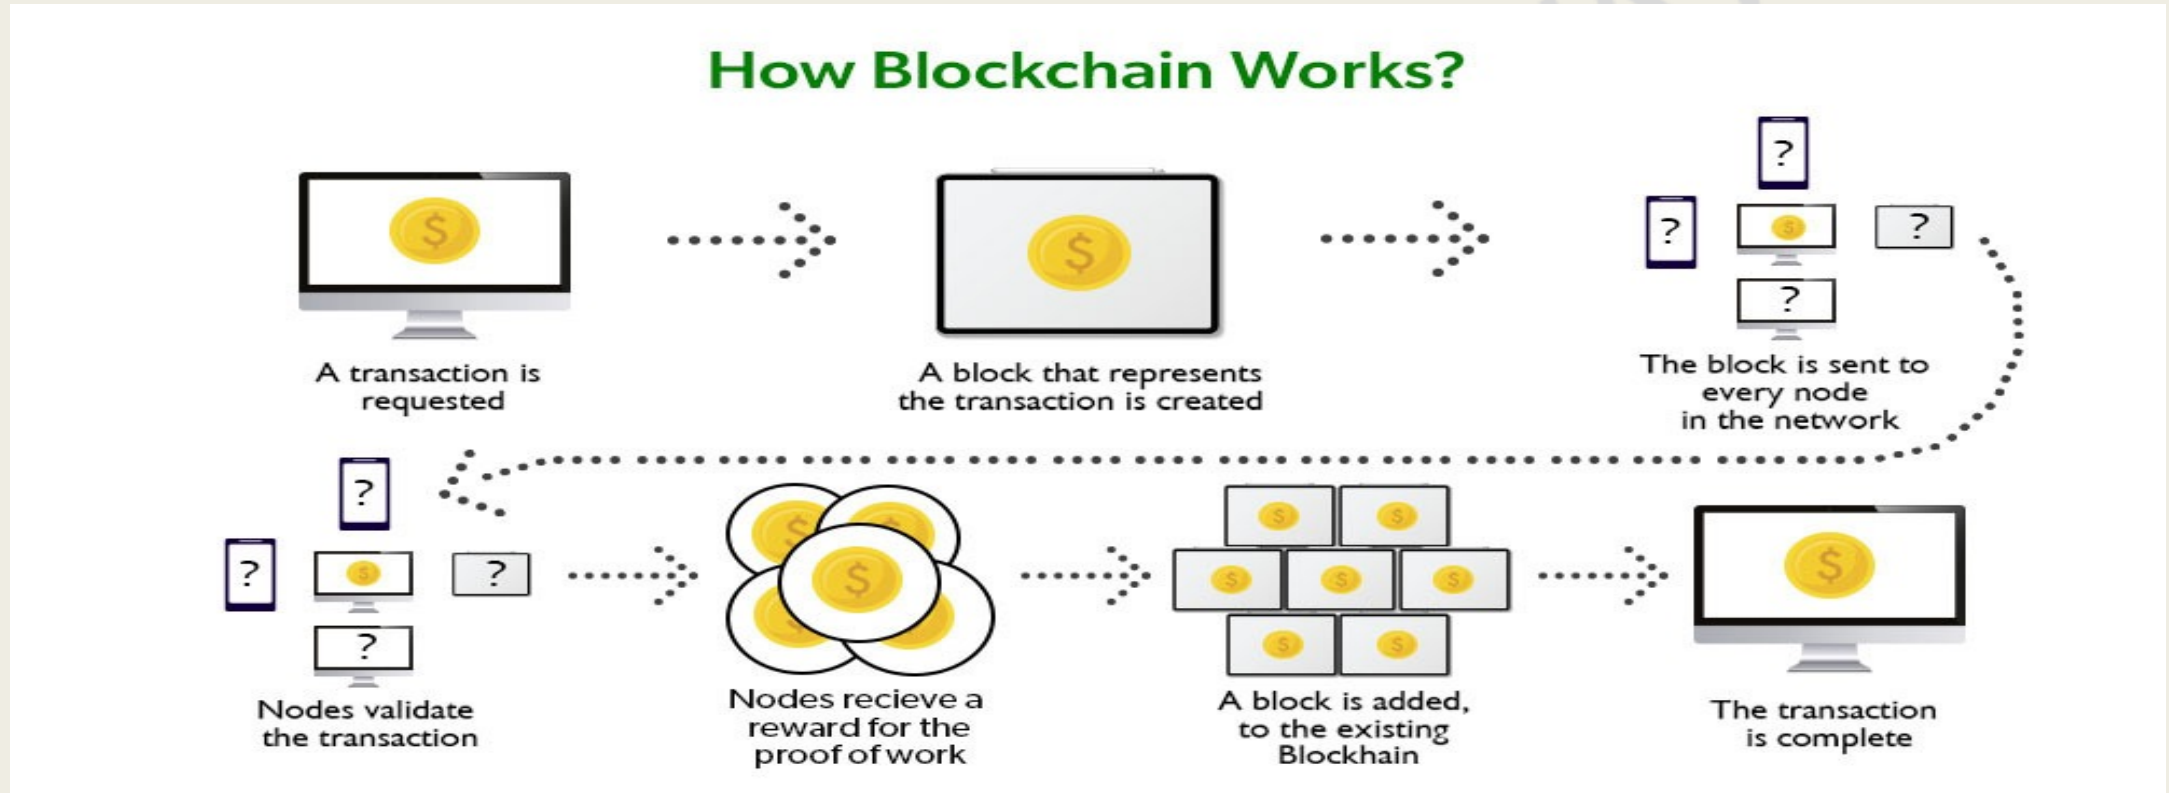 How Blockchain Works?
A transaction is
requested
A block that represents
the transaction is created
?
?
$
?
?
The block is sent to
every node
in the network
?
?
$
?
?
Nodes validate
the transaction
Nodes recieve a
reward for the
proof of work
A block is added,
to the existing
Blockhain
The transaction
is complete